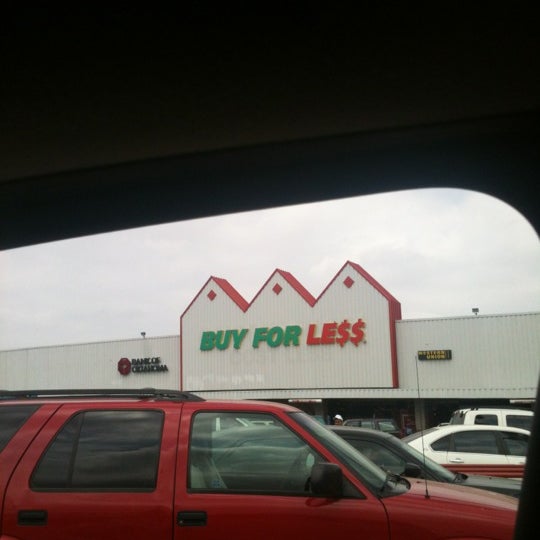 BUY FOR LE$$
BANK OF
OKLAHOMA
WESTERN
UNION